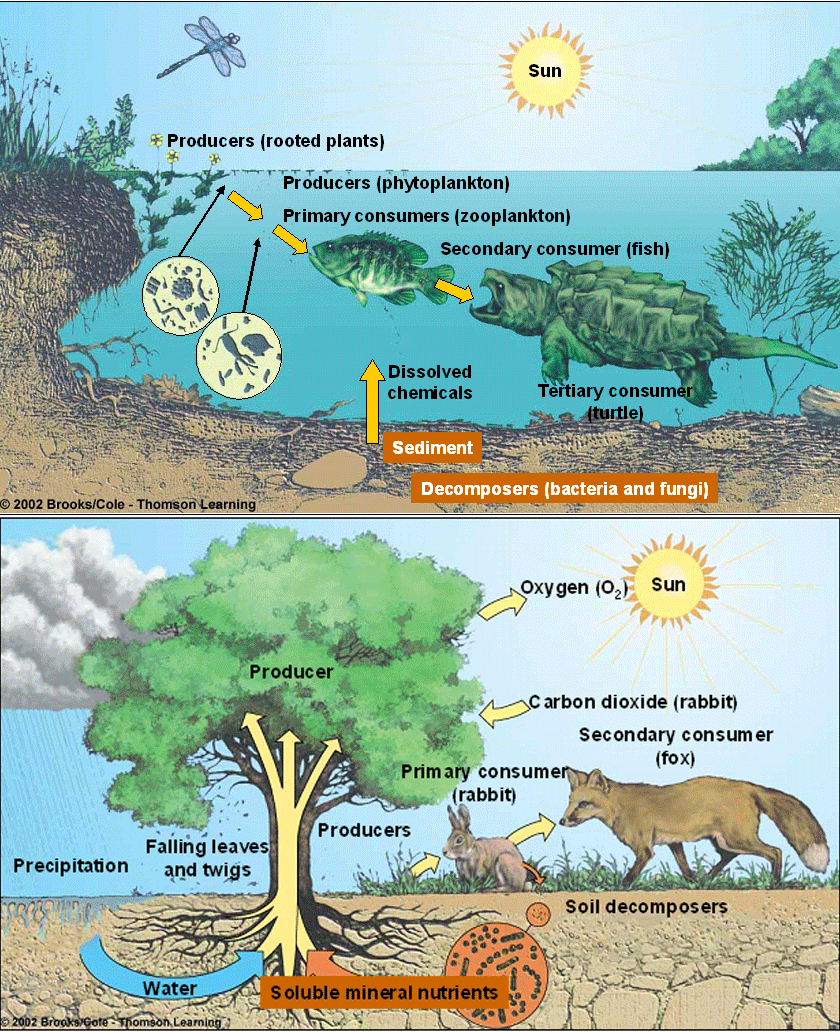 Sun
Producers (rooted plants)
Producers (phytoplankton)
Primary consumers (zooplankton)
Secondary consumer (fish)
Dissolved
chemicals
Tertiary consumer
(turtle)
Sediment
Decomposers (bacteria and fungi)
© 2002 Brooks/Cole - Thomson Learning
Oxygen (O₂)
Sun
Producer
Carbon dioxide (rabbit)
Secondary consumer
(fox)
Primary consumer
(rabbit)
Producers
Falling leaves
and twigs
Precipitation
Soil decomposers
Water
Soluble mineral nutrients
© 2002 Brooks/Cole - Thomson Learning